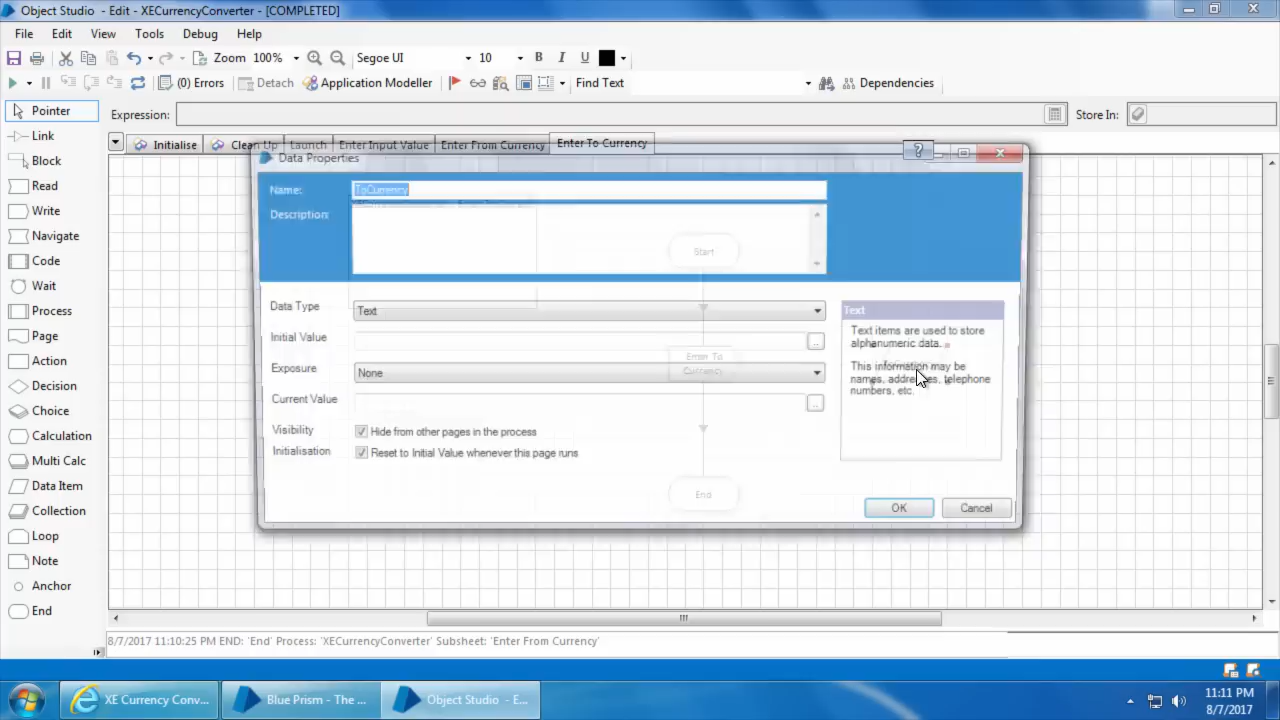 Object Studio - Edit - XECurrencyConverter - [COMPLETED]
File Edit View Tools Debug Help
Zoom 100% Segoe UI 10 B I U
(0) Errors Detach Application Modeller Find Text Dependencies
Pointer Expression: Store In:
Link Initialise Clean Up Launch Enter Input Value Enter From Currency Enter To Currency
Data Properties
Block
Read
Write
Navigate
Code
Wait
Process
Page
Action
Decision
Choice
Calculation
Multi Calc
Data Item
Collection
Loop
Note
Anchor
End
Name: ToCurrency
Description:
Start
Data Type Text
Initial Value
Exposure None
Current Value
Visibility Hide from other pages in the process
Initialisation Reset to Initial Value whenever this page runs
Enter To
Currency
End
Text
Text items are used to store
alphanumeric data.
This information may be
names, addresses, telephone
numbers, etc.
OK Cancel
8/7/2017 11:10:25 PM END: 'End' Process: 'XECurrencyConverter' Subsheet: 'Enter From Currency'
XE Currency Conv... Blue Prism - The ... Object Studio - E...
11:11 PM
8/7/2017